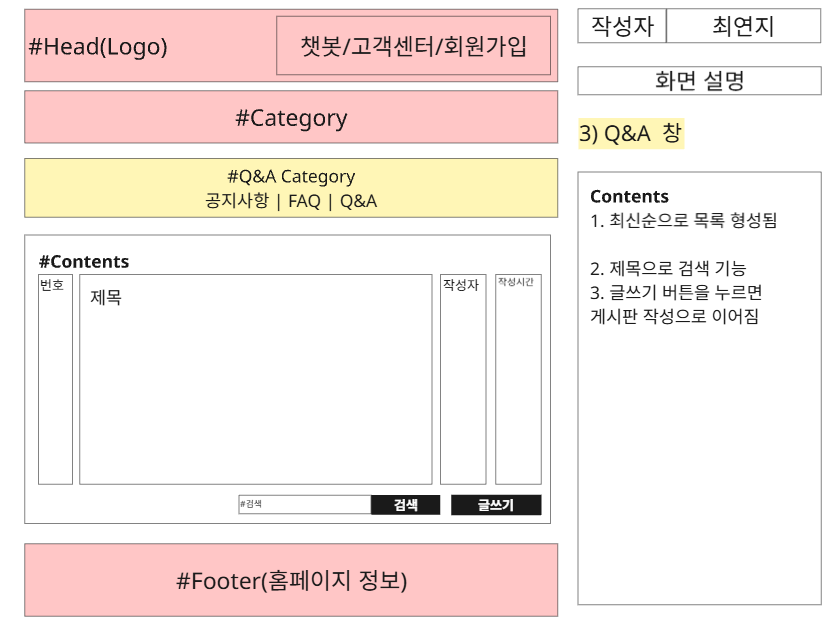 #Head(Logo)
챗봇/고객센터/회원가입
#Category
#Q&A Category
공지사항 | FAQ | Q&A
#Contents
번호
제목
작성자
작성시간
#검색
검색
글쓰기
#Footer(홈페이지 정보)
작성자
최연지
화면 설명
3) Q&A 창
Contents
1. 최신순으로 목록 형성됨
2. 제목으로 검색 기능
3. 글쓰기 버튼을 누르면
게시판 작성으로 이어짐